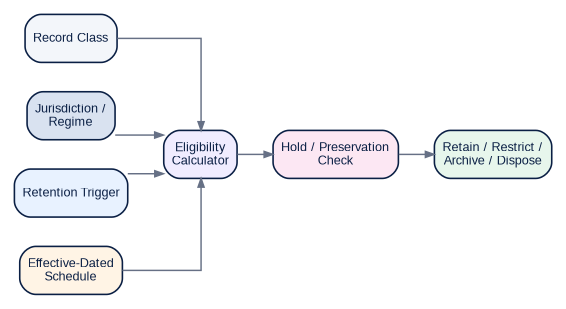 Record Class
Jurisdiction /
Regime
Retention Trigger
Effective-Dated
Schedule
Eligibility
Calculator
Hold / Preservation
Check
Retain / Restrict /
Archive / Dispose